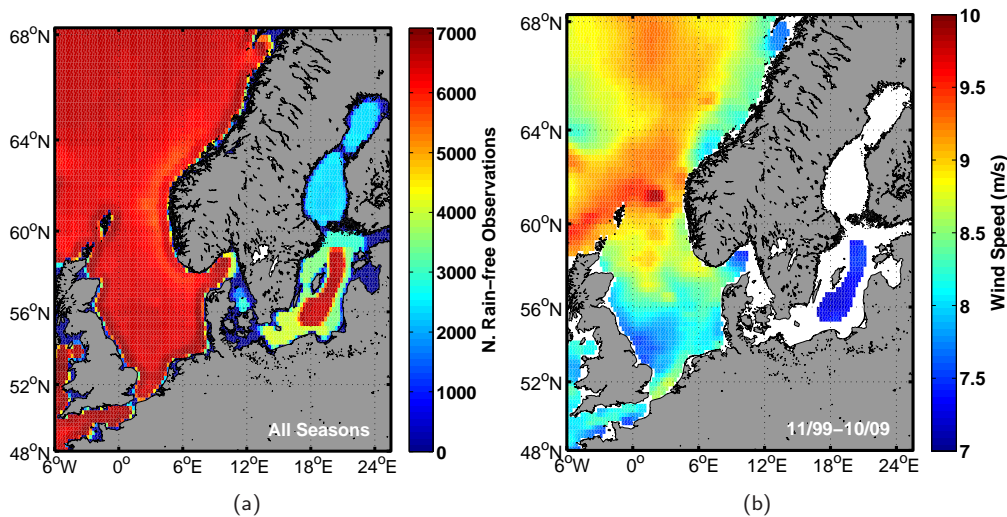 68°N
64°N
60°N
56°N
52°N
48°N
6°W
0°
6°E
12°E
18°E
24°E
All Seasons
7000
6000
5000
4000
3000
2000
1000
0
N. Rain-free Observations
(a)
68°N
64°N
60°N
56°N
52°N
48°N
6°W
0°
6°E
12°E
18°E
24°E
11/99-10/09
10
9.5
9
8.5
8
7.5
7
Wind Speed (m/s)
(b)